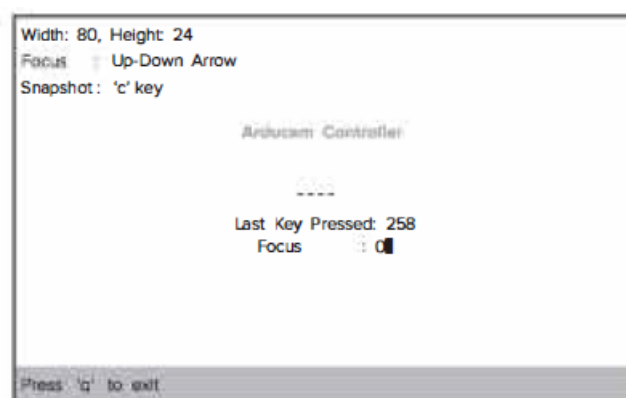 Width: 80, Height: 24
Focus : Up-Down Arrow
Snapshot : 'c' key
Arducam Controller
----
Last Key Pressed: 258
Focus : 0
Press 'q' to exit